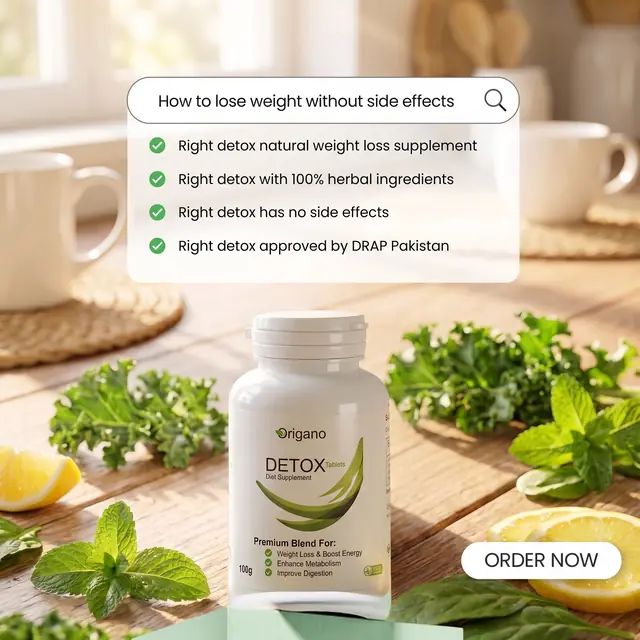 How to lose weight without side effects
Right detox natural weight loss supplement
Right detox with 100% herbal ingredients
Right detox has no side effects
Right detox approved by DRAP Pakistan
Origano
DETOX Tablets
Diet Supplement
Premium Blend For:
Weight Loss & Boost Energy
Enhance Metabolism
Improve Digestion
100g
ORDER NOW